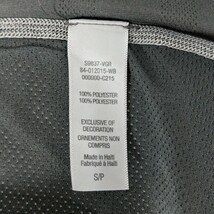 39837-VGR
64-012015-WB
000000-C215
100% POLYESTER
100% POLYESTER
EXCLUSIVE OF
DECORATION
ORNEMENTS NON
COMPRIS
Made in Haiti
Fabriqué à Haïti
S/P